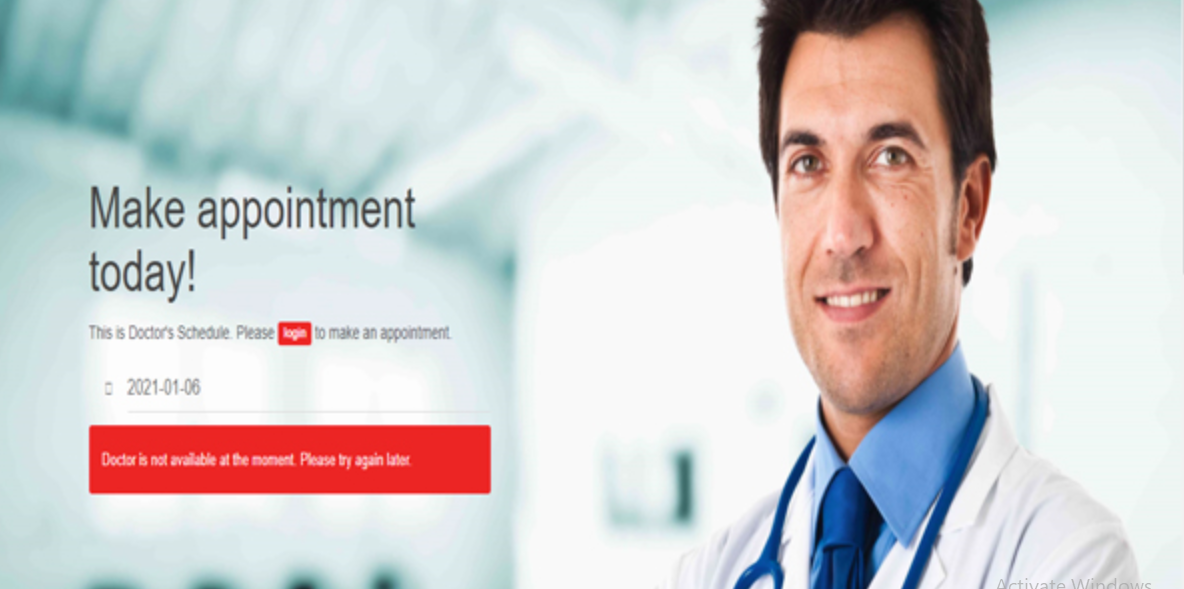 Make appointment
today!
This is Doctor's Schedule. Please login to make an appointment.
2021-01-06
Doctor is not available at the moment. Please try again later.
Activate Windows